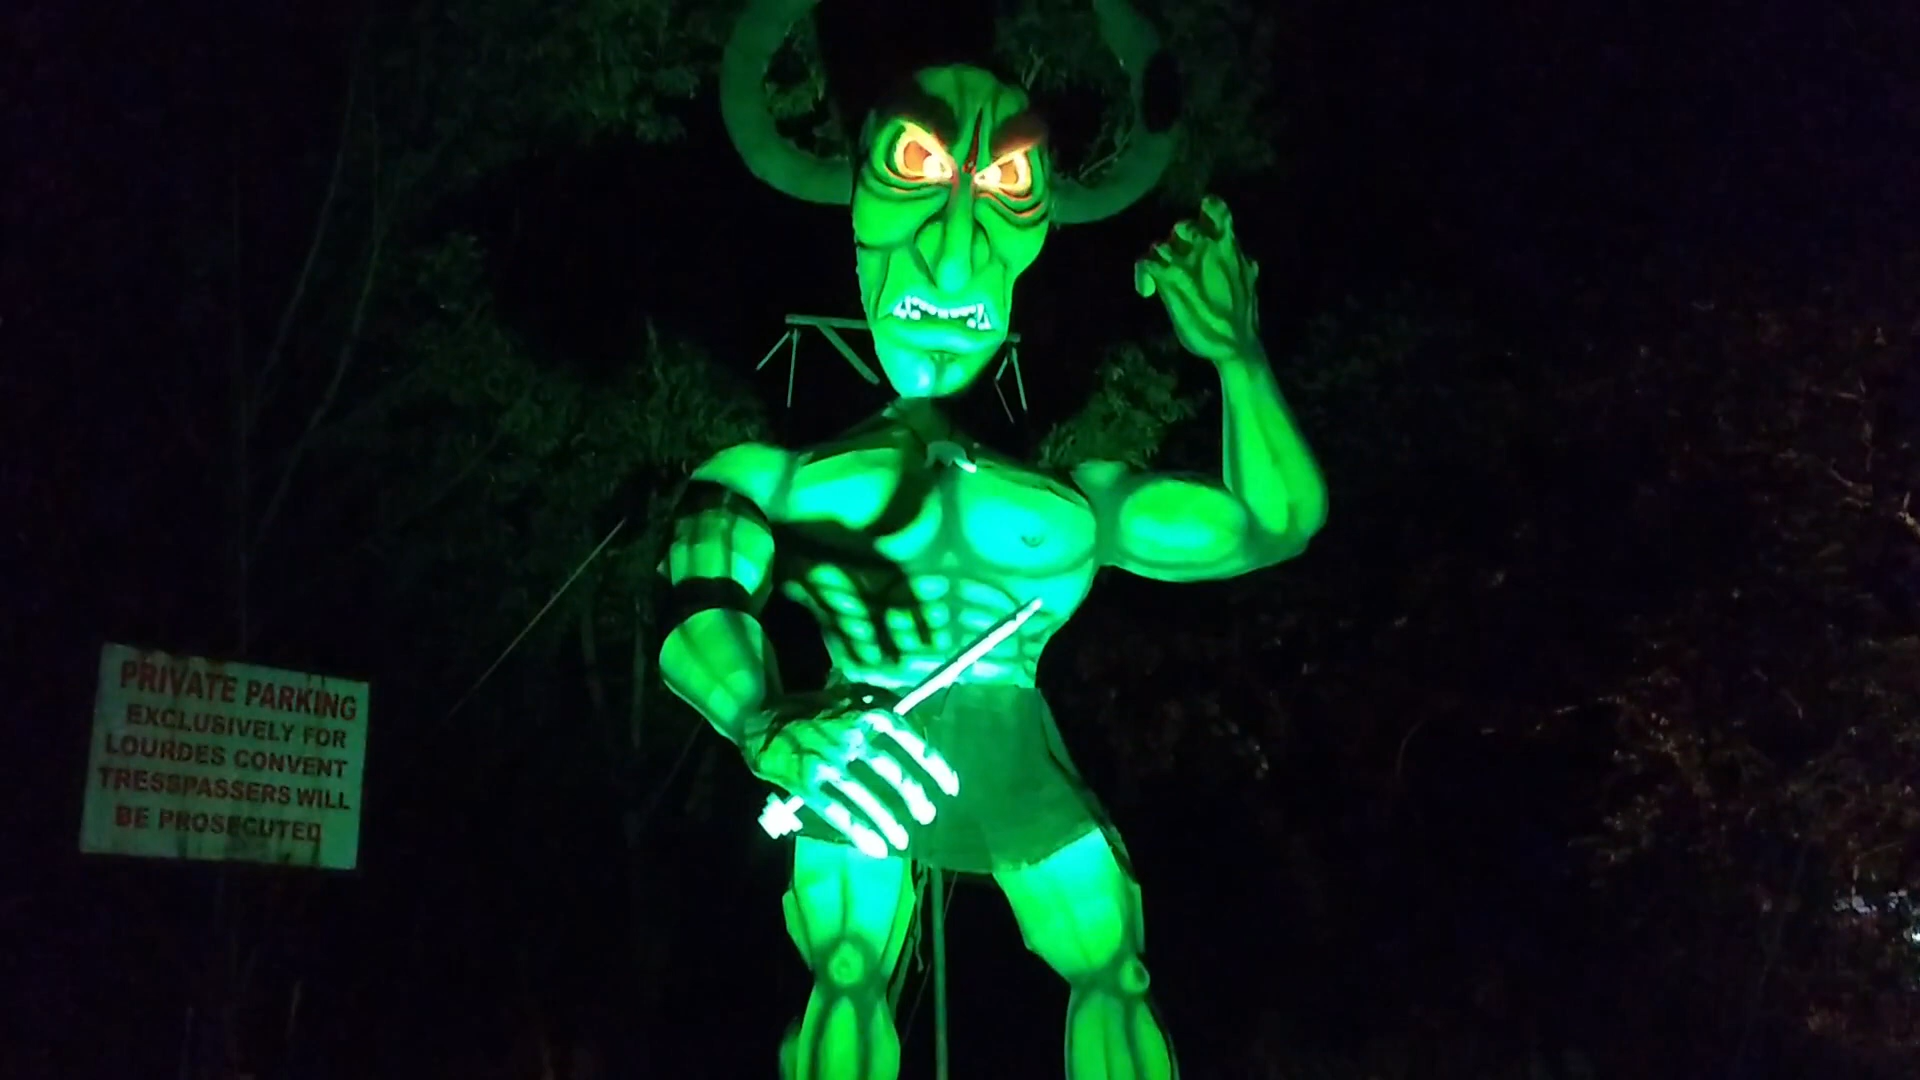 PRIVATE PARKING
EXCLUSIVELY FOR
LOURDES CONVENT
TRESSPASSERS WILL
BE PROSECUTED